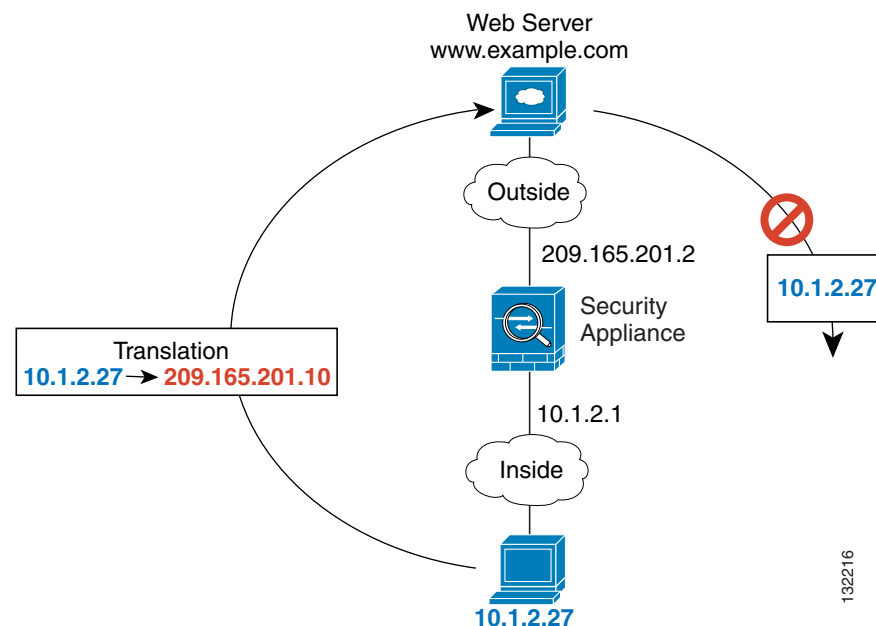 Web Server
www.example.com
Outside
209.165.201.2
10.1.2.27
Security
Appliance
Translation
10.1.2.27 209.165.201.10
10.1.2.1
Inside
10.1.2.27
132216